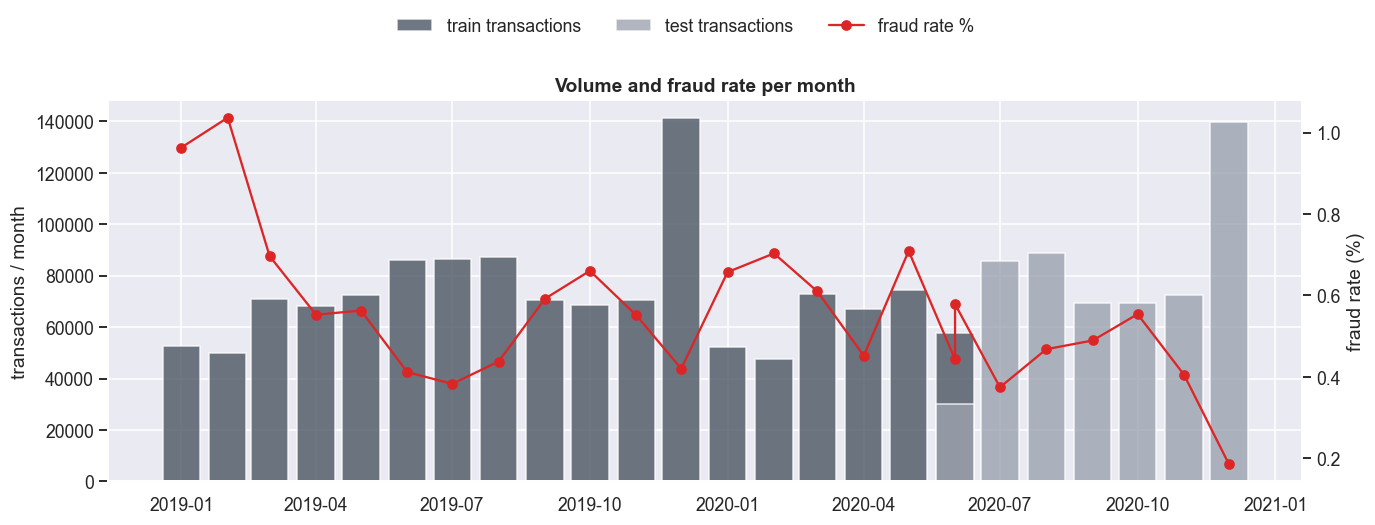 train transactions test transactions fraud rate %
Volume and fraud rate per month
transactions / month
140000
120000
100000
80000
60000
40000
20000
0
1.0
0.8
0.6
0.4
0.2
fraud rate (%)
2019-01 2019-04 2019-07 2019-10 2020-01 2020-04 2020-07 2020-10 2021-01